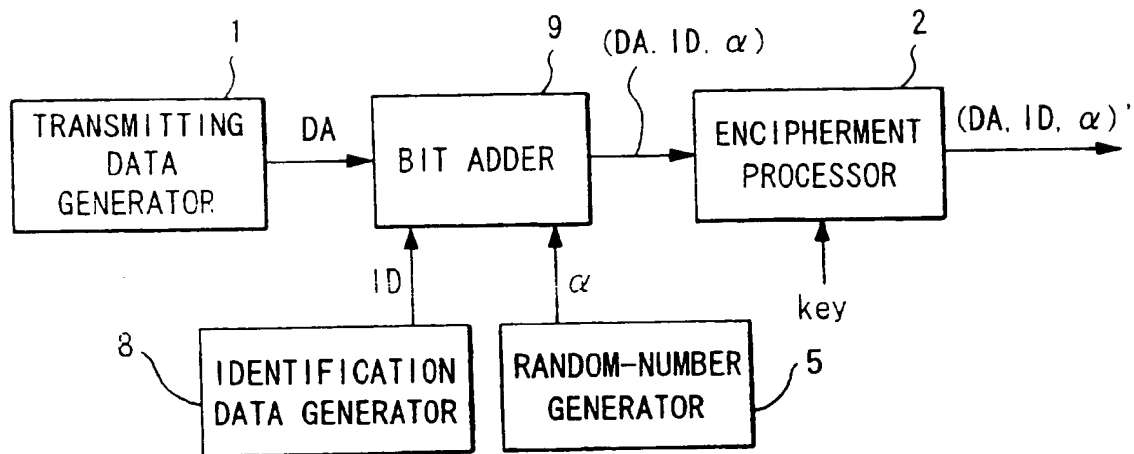 1
9
(DA, ID, α)
2
TRANSMITTING
DATA
GENERATOR
DA
BIT ADDER
ENCIPHERMENT
PROCESSOR
(DA, ID, α)'
ID
α
key
8
IDENTIFICATION
DATA GENERATOR
RANDOM-NUMBER
GENERATOR
5